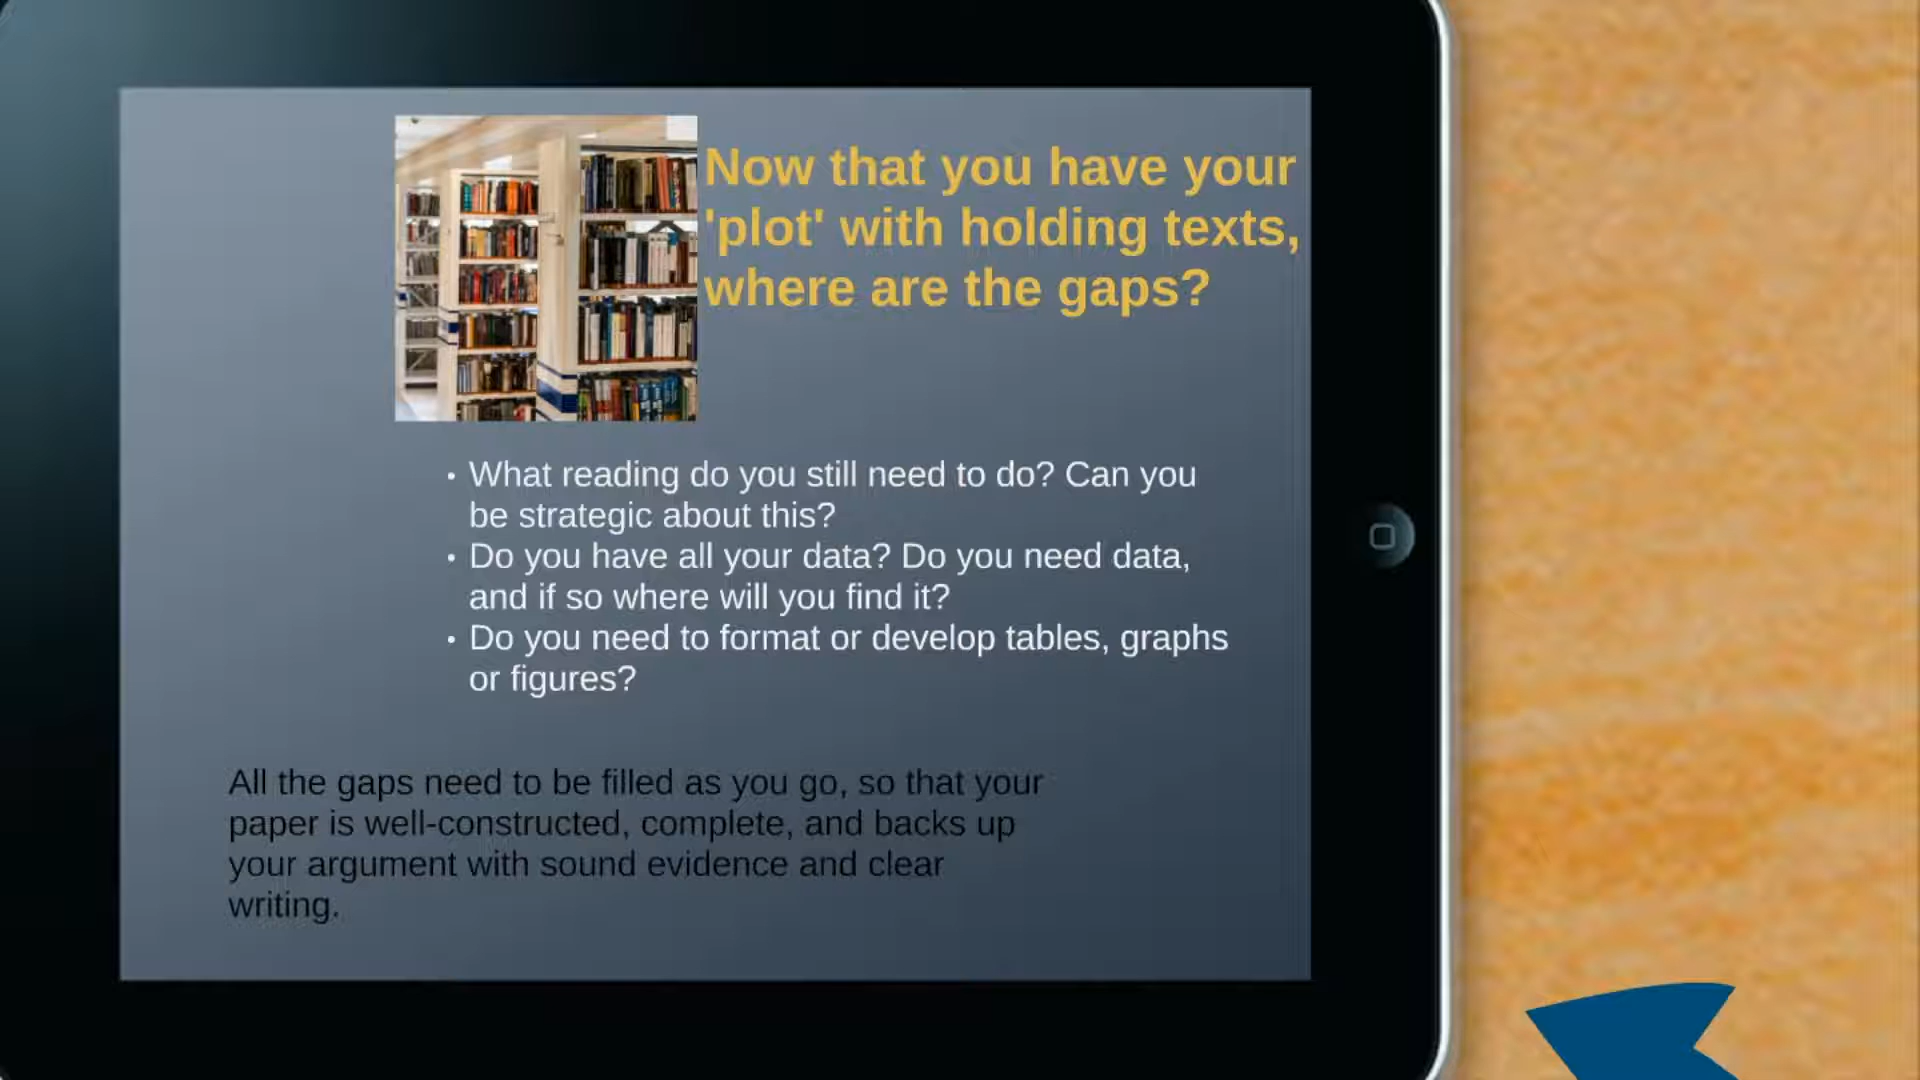 Now that you have your
'plot' with holding texts,
where are the gaps?
• What reading do you still need to do? Can you
be strategic about this?
• Do you have all your data? Do you need data,
and if so where will you find it?
• Do you need to format or develop tables, graphs
or figures?
All the gaps need to be filled as you go, so that your
paper is well-constructed, complete, and backs up
your argument with sound evidence and clear
writing.